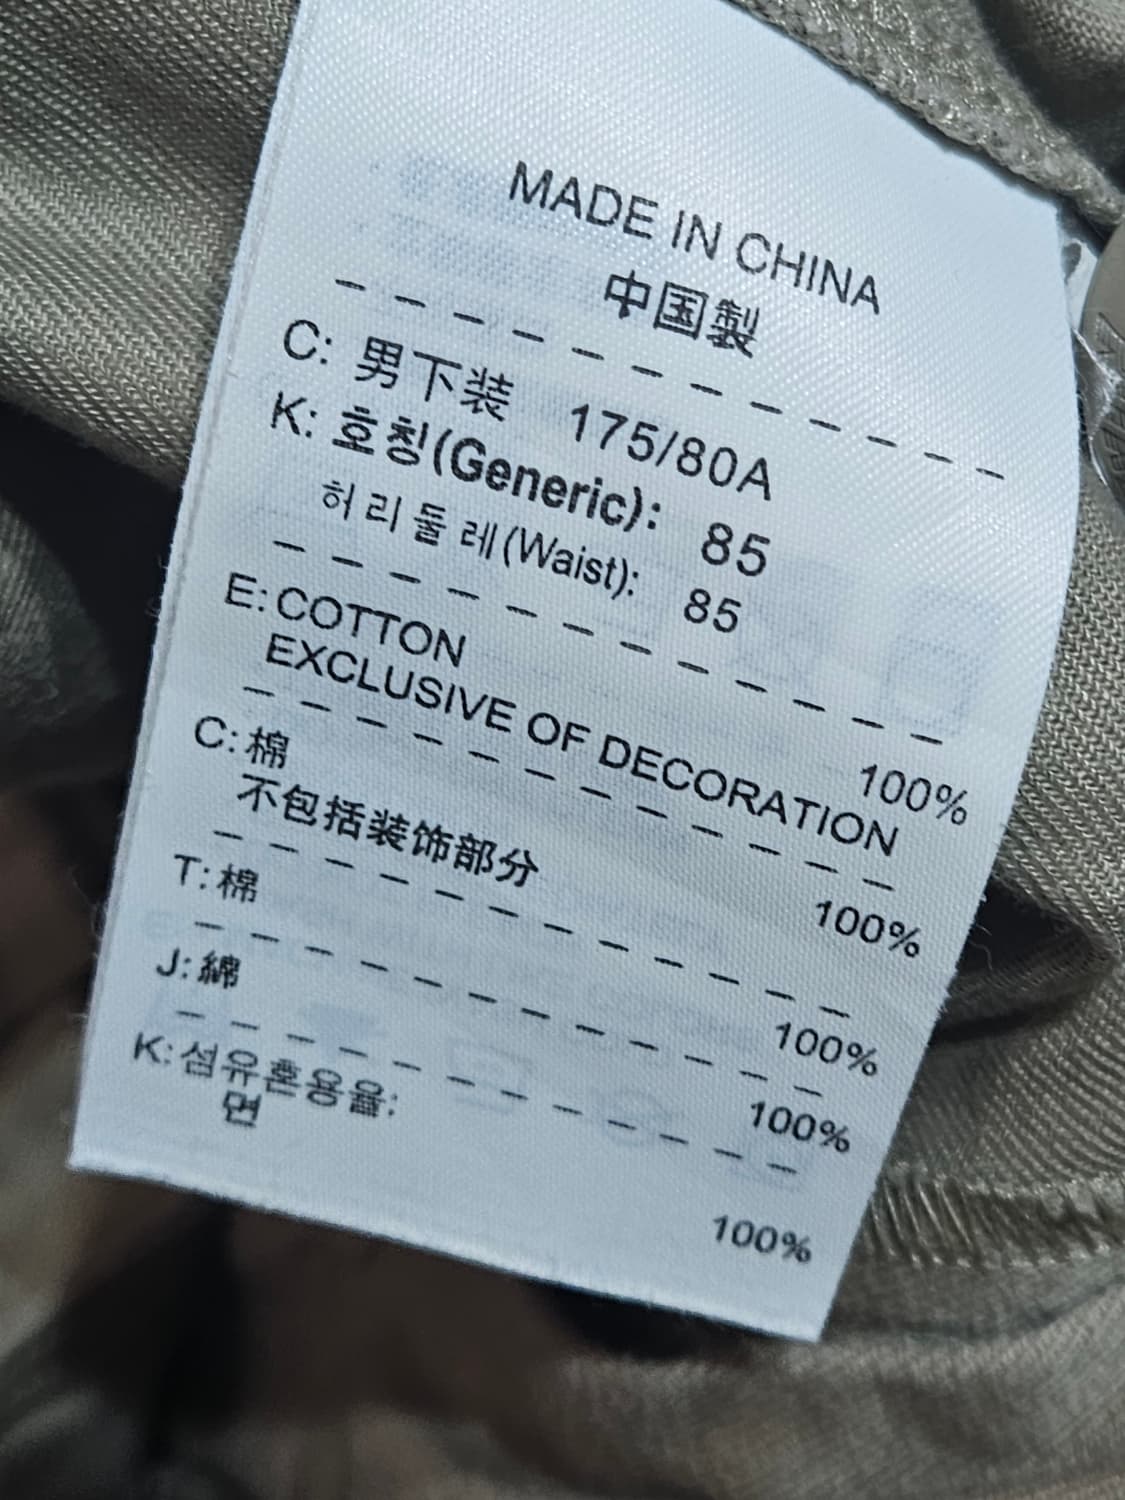 MADE IN CHINA
中国製
C: 男下装 175/80A
K: 호칭(Generic): 85
허리둘레(Waist): 85
E: COTTON 100%
EXCLUSIVE OF DECORATION
C: 棉 100%
不包括装饰部分
T: 棉 100%
J: 綿 100%
K: 섬유혼용율:
면 100%